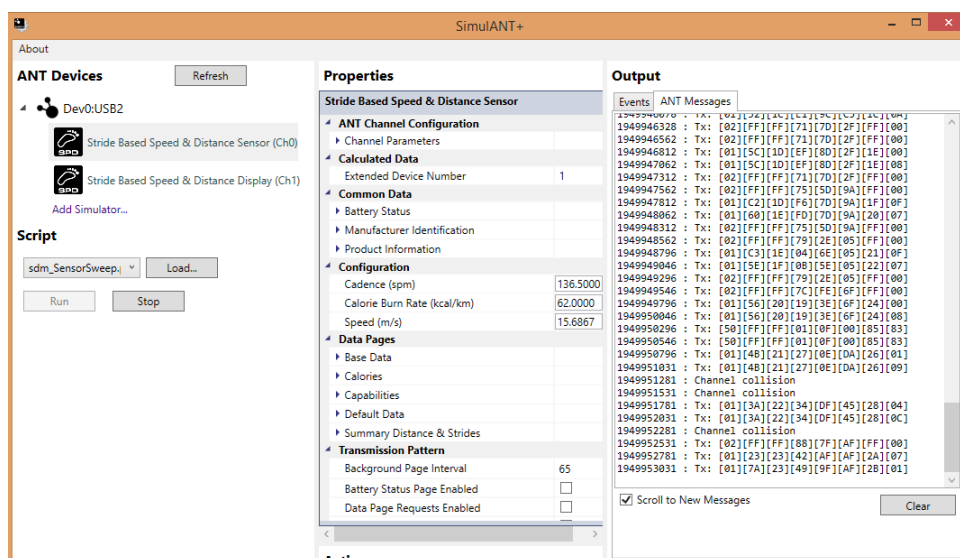 SimulANT+
About
ANT Devices
Refresh
Dev0:USB2
SPD
Stride Based Speed & Distance Sensor (Ch0)
SPD
Stride Based Speed & Distance Display (Ch1)
Add Simulator...
Script
sdm_SensorSweep.
Load...
Run
Stop
Properties
Stride Based Speed & Distance Sensor
ANT Channel Configuration
Channel Parameters
Calculated Data
Extended Device Number 1
Common Data
Battery Status
Manufacturer Identification
Product Information
Configuration
Cadence (spm) 136.5000
Calorie Burn Rate (kcal/km) 62.0000
Speed (m/s) 15.6867
Data Pages
Base Data
Calories
Capabilities
Default Data
Summary Distance & Strides
Transmission Pattern
Background Page Interval 65
Battery Status Page Enabled
Data Page Requests Enabled
Output
Events ANT Messages
1949946328 : Tx: [02][FF][FF][71][7D][2F][FF][00]
1949946562 : Tx: [02][FF][FF][71][7D][2F][FF][00]
1949946812 : Tx: [01][5C][1D][EF][8D][2F][1E][00]
1949947062 : Tx: [01][5C][1D][EF][8D][2F][1E][08]
1949947312 : Tx: [02][FF][FF][71][7D][2F][FF][00]
1949947562 : Tx: [02][FF][FF][75][5D][9A][FF][00]
1949947812 : Tx: [01][C2][1D][F6][7D][9A][1F][0F]
1949948062 : Tx: [01][60][1E][FD][7D][9A][20][07]
1949948312 : Tx: [02][FF][FF][75][5D][9A][FF][00]
1949948562 : Tx: [02][FF][FF][79][2E][05][FF][00]
1949948796 : Tx: [01][C3][1E][04][6E][05][21][0F]
1949949046 : Tx: [01][5E][1F][0B][5E][05][22][07]
1949949296 : Tx: [02][FF][FF][79][2E][05][FF][00]
1949949546 : Tx: [02][FF][FF][7C][FE][6F][FF][00]
1949949796 : Tx: [01][56][20][19][3E][6F][24][00]
1949950046 : Tx: [01][56][20][19][3E][6F][24][08]
1949950296 : Tx: [50][FF][FF][01][0F][00][85][83]
1949950546 : Tx: [50][FF][FF][01][0F][00][85][83]
1949950796 : Tx: [01][4B][21][27][0E][DA][26][01]
1949951031 : Tx: [01][4B][21][27][0E][DA][26][09]
1949951281 : Channel collision
1949951531 : Channel collision
1949951781 : Tx: [01][3A][22][34][DF][45][28][04]
1949952031 : Tx: [01][3A][22][34][DF][45][28][0C]
1949952281 : Channel collision
1949952531 : Tx: [02][FF][FF][88][7F][AF][FF][00]
1949952781 : Tx: [01][23][23][42][AF][AF][2A][07]
1949953031 : Tx: [01][7A][23][49][9F][AF][2B][01]
Scroll to New Messages
Clear